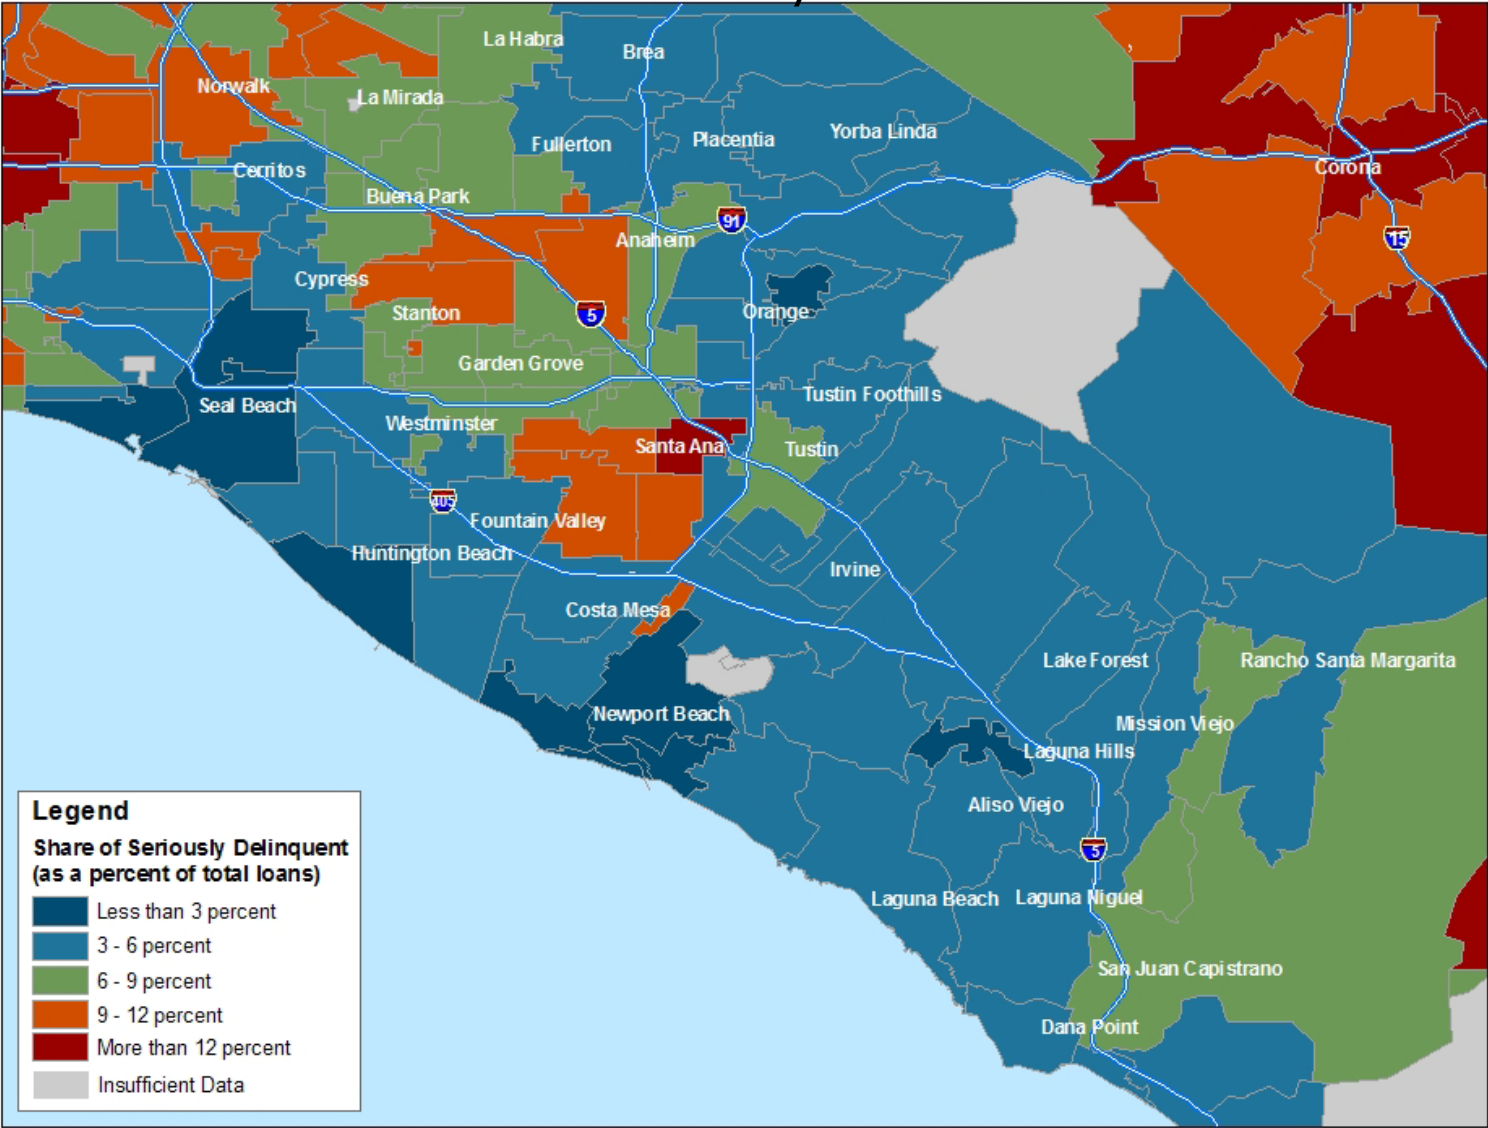 La Habra
Brea
Norwalk
La Mirada
Fullerton
Placentia
Yorba Linda
Cerritos
Corona
Buena Park
91
Anaheim
15
Cypress
Orange
Stanton
5
Garden Grove
Tustin Foothills
Seal Beach
Westminster
Santa Ana
Tustin
405
Fountain Valley
Huntington Beach
Irvine
Costa Mesa
Lake Forest
Rancho Santa Margarita
Newport Beach
Mission Viejo
Laguna Hills
Aliso Viejo
5
Laguna Beach
Laguna Niguel
San Juan Capistrano
Dana Point
Legend
Share of Seriously Delinquent
(as a percent of total loans)
Less than 3 percent
3 - 6 percent
6 - 9 percent
9 - 12 percent
More than 12 percent
Insufficient Data